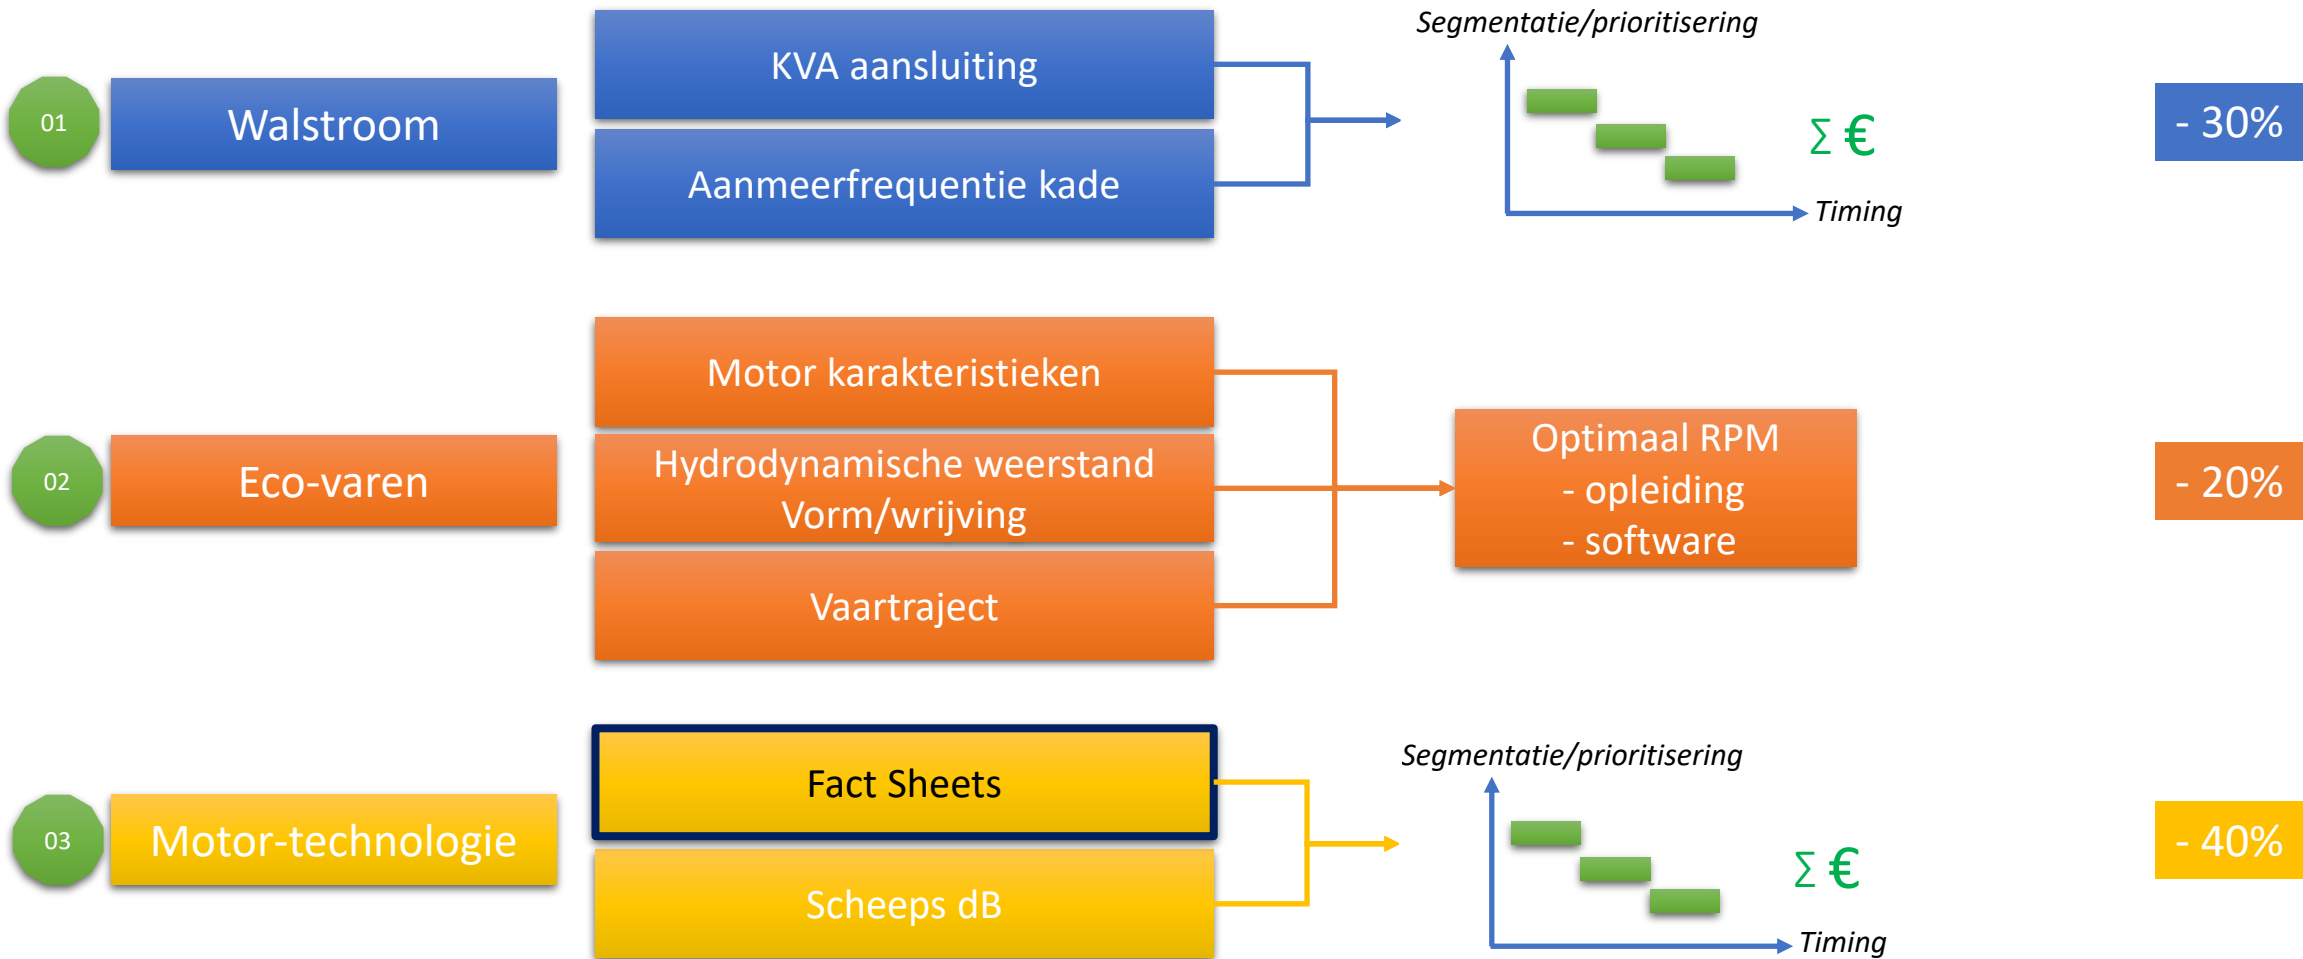 01
Walstroom
KVA aansluiting
Aanmeerfrequentie kade
Segmentatie/prioritisering
∑ €
Timing
- 30%
02
Eco-varen
Motor karakteristieken
Hydrodynamische weerstand
Vorm/wrijving
Vaartraject
Optimaal RPM
- opleiding
- software
- 20%
03
Motor-technologie
Fact Sheets
Scheeps dB
Segmentatie/prioritisering
∑ €
Timing
- 40%